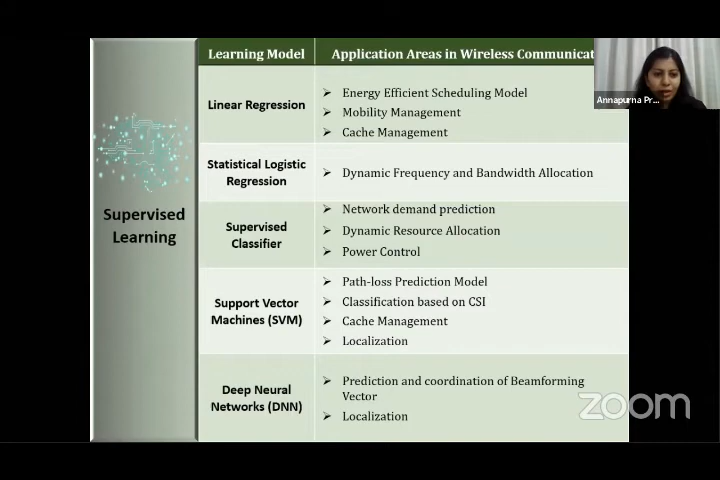 Learning Model
Application Areas in Wireless Communicat
Annapurna Pr...
Supervised
Learning
Linear Regression
➢ Energy Efficient Scheduling Model
➢ Mobility Management
➢ Cache Management
Statistical Logistic
Regression
➢ Dynamic Frequency and Bandwidth Allocation
Supervised
Classifier
➢ Network demand prediction
➢ Dynamic Resource Allocation
➢ Power Control
Support Vector
Machines (SVM)
➢ Path-loss Prediction Model
➢ Classification based on CSI
➢ Cache Management
➢ Localization
Deep Neural
Networks (DNN)
➢ Prediction and coordination of Beamforming
Vector
➢ Localization
zoom